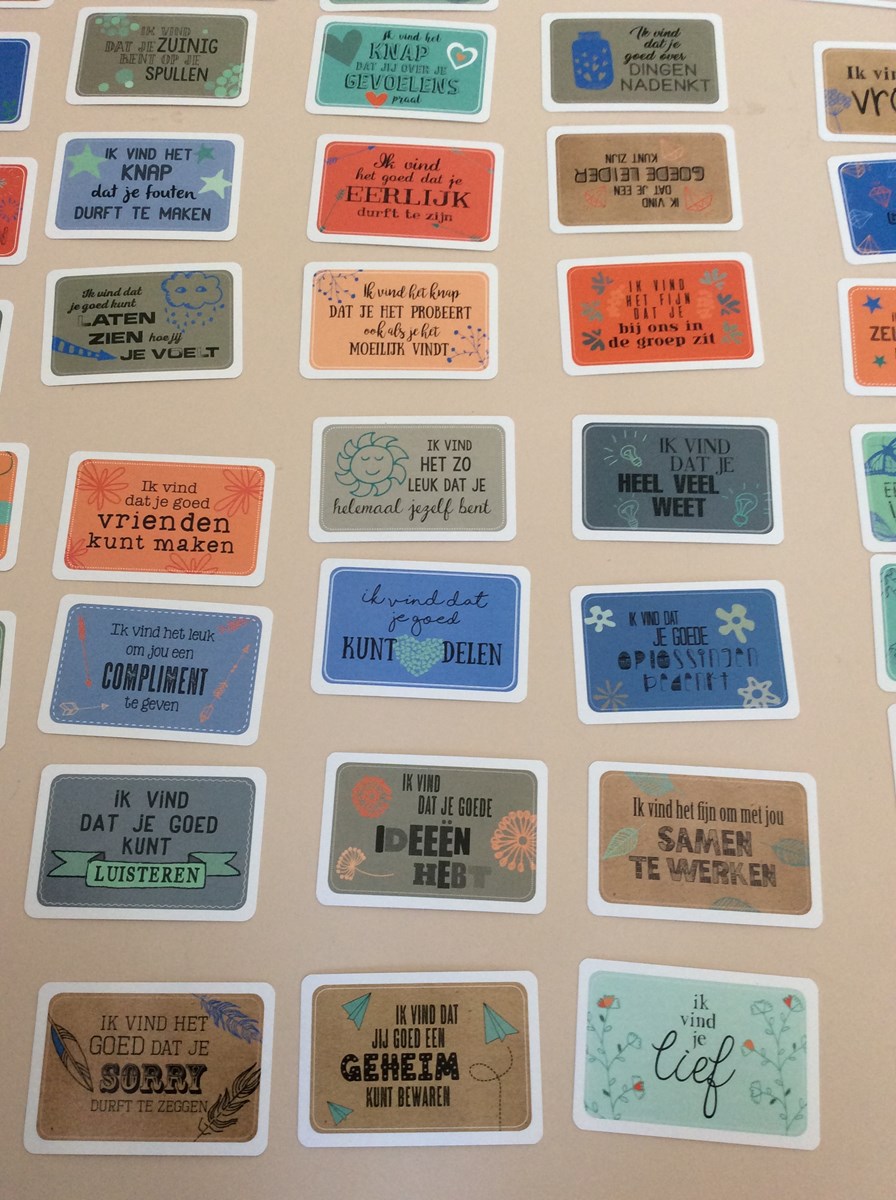 IK VIND
DAT JE ZUINIG
BENT OP JE
SPULLEN
Ik vind het
KNAP
DAT JIJ OVER JE
GEVOELENS
praat
Ik vind
dat je
goed over
DINGEN
NADENKT
IK VIND HET
KNAP
dat je fouten
DURFT TE MAKEN
Ik vind
het goed dat je
EERLIJK
durft te zijn
IK VIND
DAT JE EEN
GOEDE LEIDER
KUNT ZIJN
Ik vind dat
je goed kunt
LATEN
ZIEN hoe jij
JE VOELT
Ik vind het knap
DAT JE HET PROBEERT
ook als je het
MOEILIJK VINDT
IK VIND
HET FIJN
DAT JE
bij ons in
de groep zit
Ik vind
dat je goed
vrienden
kunt maken
IK VIND
HET ZO
LEUK DAT JE
helemaal jezelf bent
IK VIND
DAT JE
HEEL VEEL
WEET
Ik vind het leuk
om jou een
COMPLIMENT
te geven
ik vind dat
je goed
KUNT DELEN
IK VIND DAT
JE GOEDE
OPLOSSINGEN
BEDENKT
IK VIND
DAT JE GOED
KUNT
LUISTEREN
IK VIND
DAT JE GOEDE
IDEEËN
HEBT
Ik vind het fijn om met jou
SAMEN
TE WERKEN
IK VIND HET
GOED DAT JE
SORRY
DURFT TE ZEGGEN
IK VIND DAT
JIJ GOED EEN
GEHEIM
KUNT BEWAREN
ik
vind
je
lief